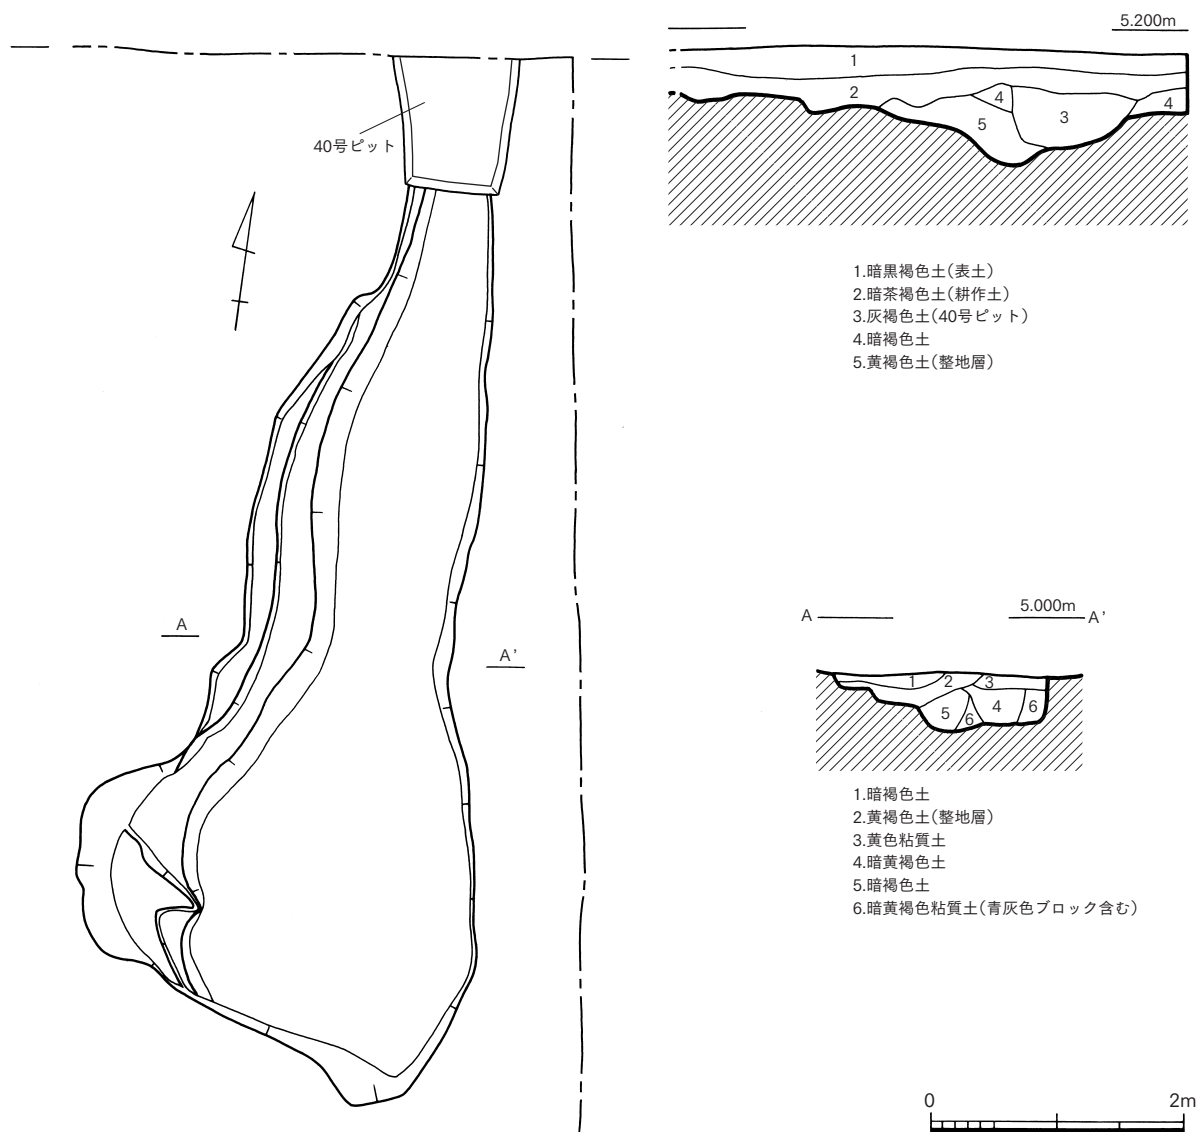 5.200m
1
2
4
3
4
5
40号ピット
1.暗黒褐色土(表土)
2.暗茶褐色土(耕作土)
3.灰褐色土(40号ピット)
4.暗褐色土
5.黄褐色土(整地層)
A
A'
5.000m
A
A'
1
2
3
5
6
4
6
1.暗褐色土
2.黄褐色土(整地層)
3.黄色粘質土
4.暗黄褐色土
5.暗褐色土
6.暗黄褐色粘質土(青灰色ブロック含む)
0
2m